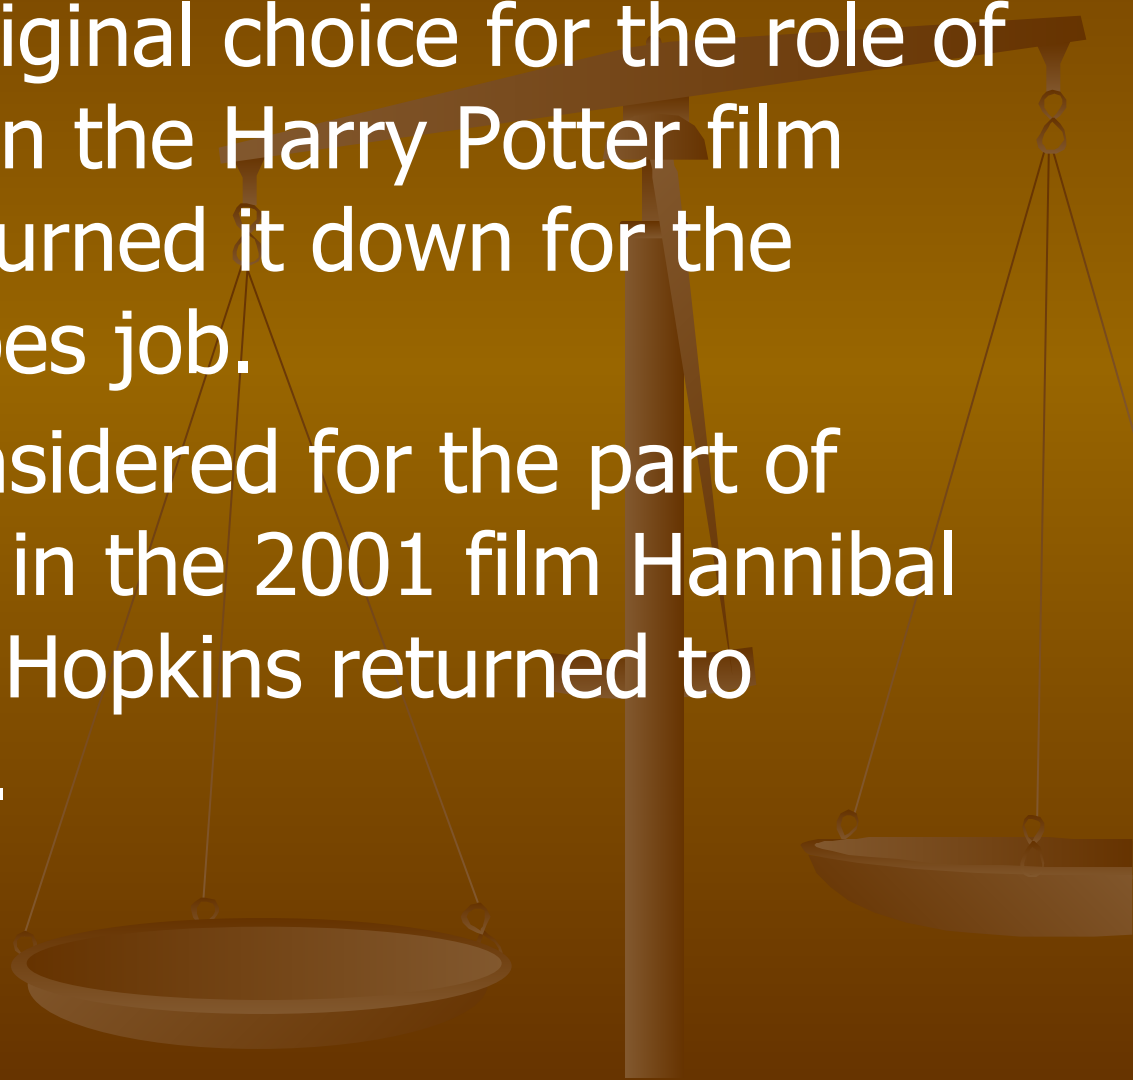 iginal choice for the role of
n the Harry Potter film
urned it down for the
es job.
sidered for the part of
in the 2001 film Hannibal
Hopkins returned to
.